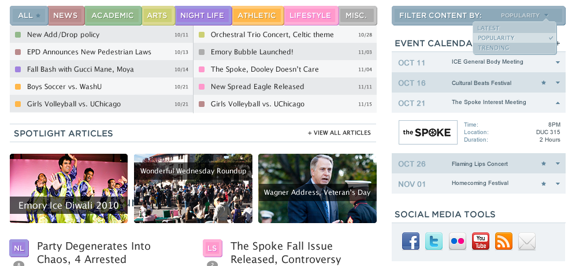 ALL
NEWS
ACADEMIC
ARTS
NIGHT LIFE
ATHLETIC
LIFESTYLE
MISC.
New Add/Drop policy 10/11
EPD Announces New Pedestrian Laws 10/13
Fall Bash with Gucci Mane, Moya 10/14
Boys Soccer vs. WashU 10/21
Girls Volleyball vs. UChicago 10/21
Orchestral Trio Concert, Celtic theme 10/28
Emory Bubble Launched! 11/03
The Spoke, Dooley Doesn't Care 11/04
New Spread Eagle Released 11/11
Girls Volleyball vs. UChicago 11/15
SPOTLIGHT ARTICLES
+ VIEW ALL ARTICLES
Emory Ice Diwali 2010
Wonderful Wednesday Roundup
Wagner Address, Veteran's Day
NL
Party Degenerates Into
Chaos, 4 Arrested
LS
The Spoke Fall Issue
Released, Controversy
FILTER CONTENT BY: POPULARITY
LATEST
POPULARITY
TRENDING
EVENT CALENDA +
OCT 11 ICE General Body Meeting
OCT 16 Cultural Beats Festival
OCT 21 The Spoke Interest Meeting
the SPOKE
Time: 8PM
Location: DUC 315
Duration: 2 Hours
OCT 26 Flaming Lips Concert
NOV 01 Homecoming Festival
SOCIAL MEDIA TOOLS
f
t
You
Tube